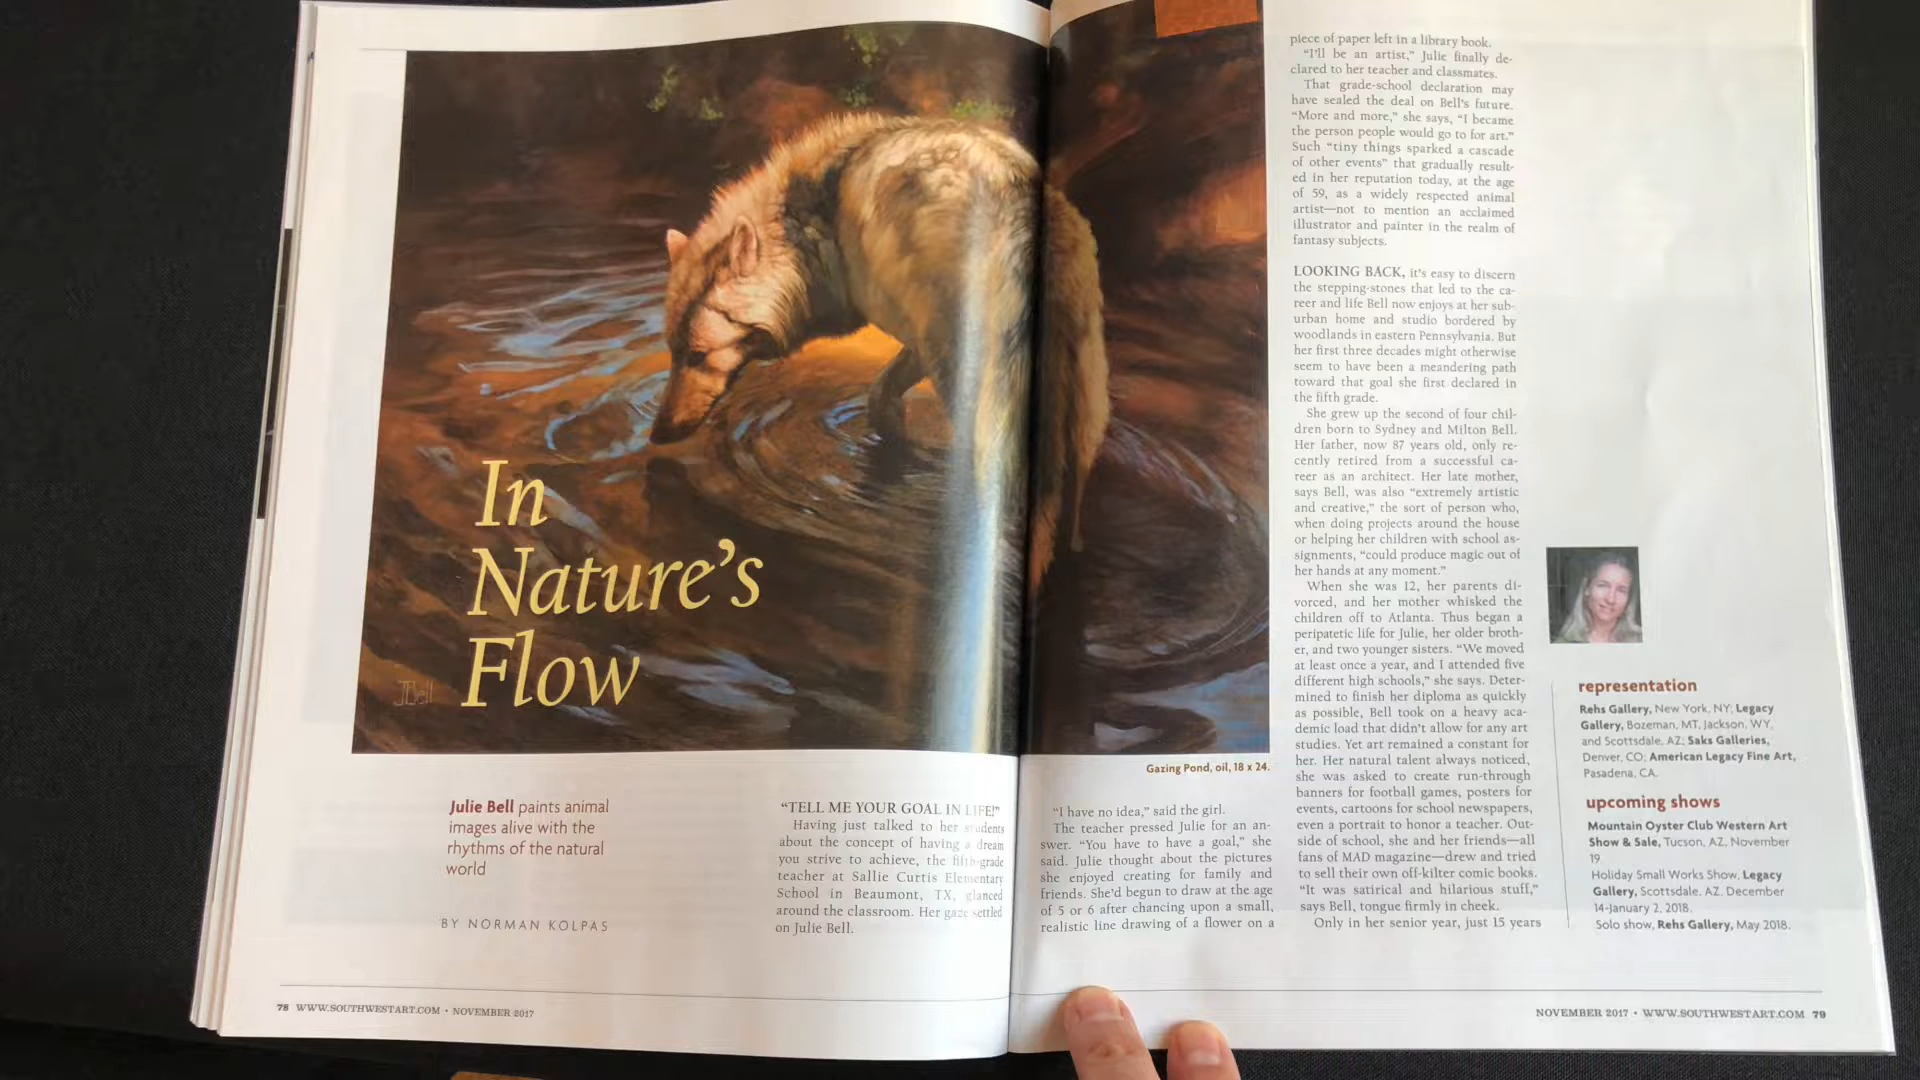 In
Nature's
Flow
JBell
Gazing Pond, oil, 18 x 24.
Julie Bell paints animal
images alive with the
rhythms of the natural
world
BY NORMAN KOLPAS
"TELL ME YOUR GOAL IN LIFE!"
Having just talked to her students
about the concept of having a dream
you strive to achieve, the fifth-grade
teacher at Sallie Curtis Elementary
School in Beaumont, TX, glanced
around the classroom. Her gaze settled
on Julie Bell.
"I have no idea," said the girl.
The teacher pressed Julie for an an-
swer. "You have to have a goal," she
said. Julie thought about the pictures
she enjoyed creating for family and
friends. She'd begun to draw at the age
of 5 or 6 after chancing upon a small,
realistic line drawing of a flower on a
piece of paper left in a library book.
"I'll be an artist," Julie finally de-
clared to her teacher and classmates.
That grade-school declaration may
have sealed the deal on Bell's future.
"More and more," she says, "I became
the person people would go to for art."
Such "tiny things sparked a cascade
of other events" that gradually result-
ed in her reputation today, at the age
of 59, as a widely respected animal
artist—not to mention an acclaimed
illustrator and painter in the realm of
fantasy subjects.
LOOKING BACK, it's easy to discern
the stepping-stones that led to the ca-
reer and life Bell now enjoys at her sub-
urban home and studio bordered by
woodlands in eastern Pennsylvania. But
her first three decades might otherwise
seem to have been a meandering path
toward that goal she first declared in
the fifth grade.
She grew up the second of four chil-
dren born to Sydney and Milton Bell.
Her father, now 87 years old, only re-
cently retired from a successful ca-
reer as an architect. Her late mother,
says Bell, was also "extremely artistic
and creative," the sort of person who,
when doing projects around the house
or helping her children with school as-
signments, "could produce magic out of
her hands at any moment."
When she was 12, her parents di-
vorced, and her mother whisked the
children off to Atlanta. Thus began a
peripatetic life for Julie, her older broth-
er, and two younger sisters. "We moved
at least once a year, and I attended five
different high schools," she says. Deter-
mined to finish her diploma as quickly
as possible, Bell took on a heavy aca-
demic load that didn't allow for any art
studies. Yet art remained a constant for
her. Her natural talent always noticed,
she was asked to create run-through
banners for football games, posters for
events, cartoons for school newspapers,
even a portrait to honor a teacher. Out-
side of school, she and her friends—all
fans of MAD magazine—drew and tried
to sell their own off-kilter comic books.
"It was satirical and hilarious stuff,"
says Bell, tongue firmly in cheek.
Only in her senior year, just 15 years
representation
Rehs Gallery, New York, NY; Legacy
Gallery, Bozeman, MT, Jackson, WY,
and Scottsdale, AZ; Saks Galleries,
Denver, CO; American Legacy Fine Art,
Pasadena, CA.
upcoming shows
Mountain Oyster Club Western Art
Show & Sale, Tucson, AZ, November
19
Holiday Small Works Show, Legacy
Gallery, Scottsdale, AZ, December
14-January 2, 2018.
Solo show, Rehs Gallery, May 2018.
78 WWW.SOUTHWESTART.COM • NOVEMBER 2017
NOVEMBER 2017 • WWW.SOUTHWESTART.COM 79